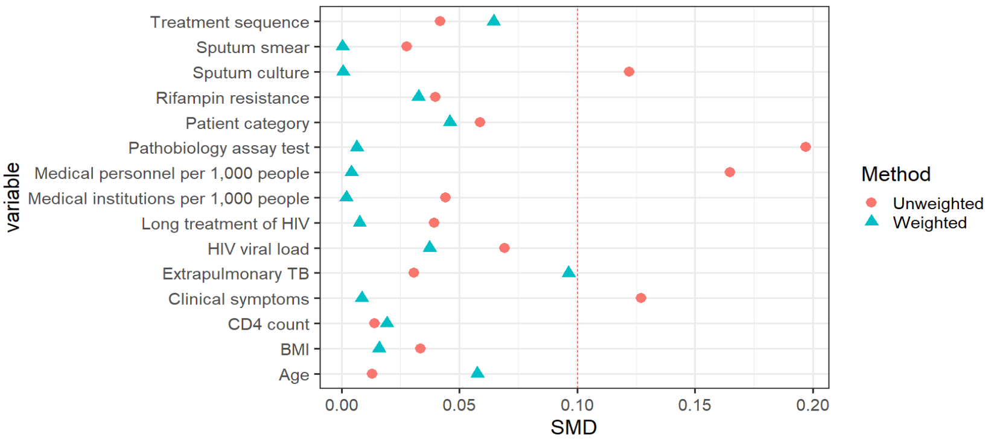 Treatment sequence
Sputum smear
Sputum culture
Rifampin resistance
Patient category
Pathobiology assay test
Medical personnel per 1,000 people
Medical institutions per 1,000 people
Long treatment of HIV
HIV viral load
Extrapulmonary TB
Clinical symptoms
CD4 count
BMI
Age
variable
0.00 0.05 0.10 0.15 0.20
SMD
Method
Unweighted
Weighted